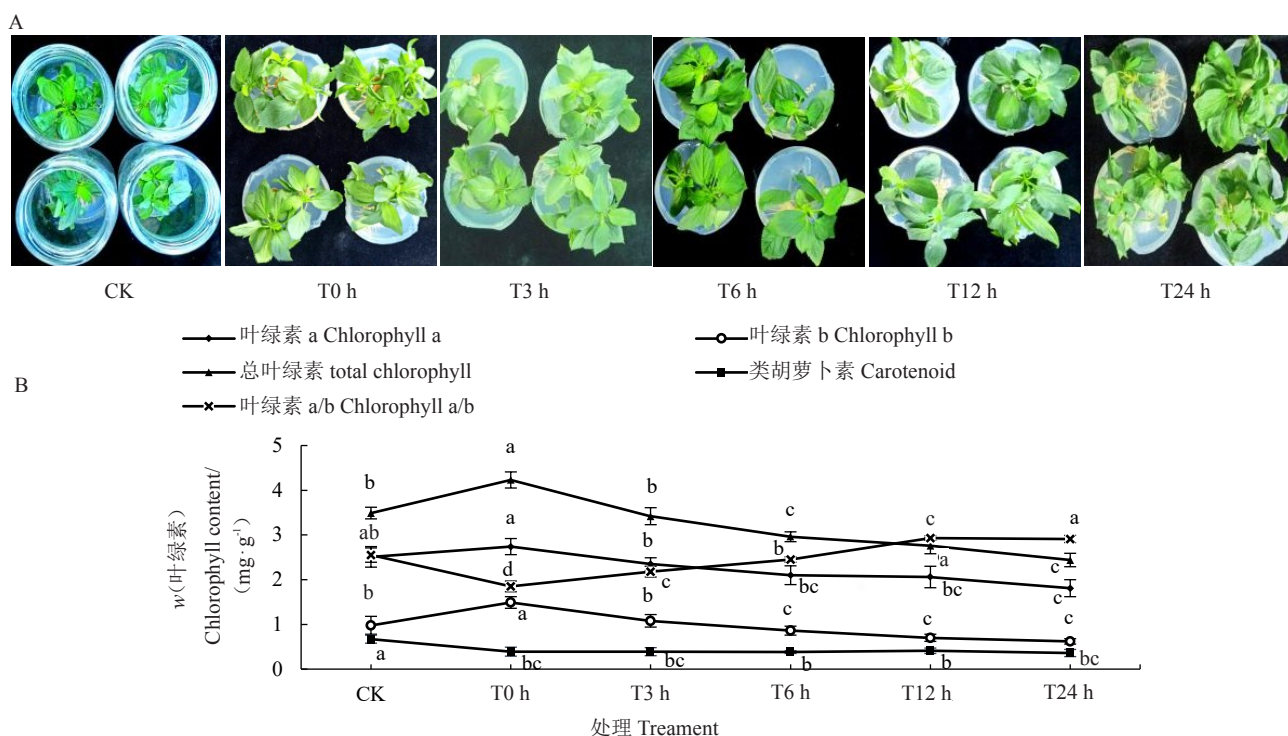 A
CK T0 h T3 h T6 h T12 h T24 h
叶绿素 a Chlorophyll a 叶绿素 b Chlorophyll b
总叶绿素 total chlorophyll 类胡萝卜素 Carotenoid
叶绿素 a/b Chlorophyll a/b
B
w(叶绿素)
Chlorophyll content/
(mg·g⁻¹)
5
4
3
2
1
0
b a b c c a
ab a b b 'a c
d c bc bc c
b a b c c c
a bc bc b b bc
CK T0 h T3 h T6 h T12 h T24 h
处理 Treament